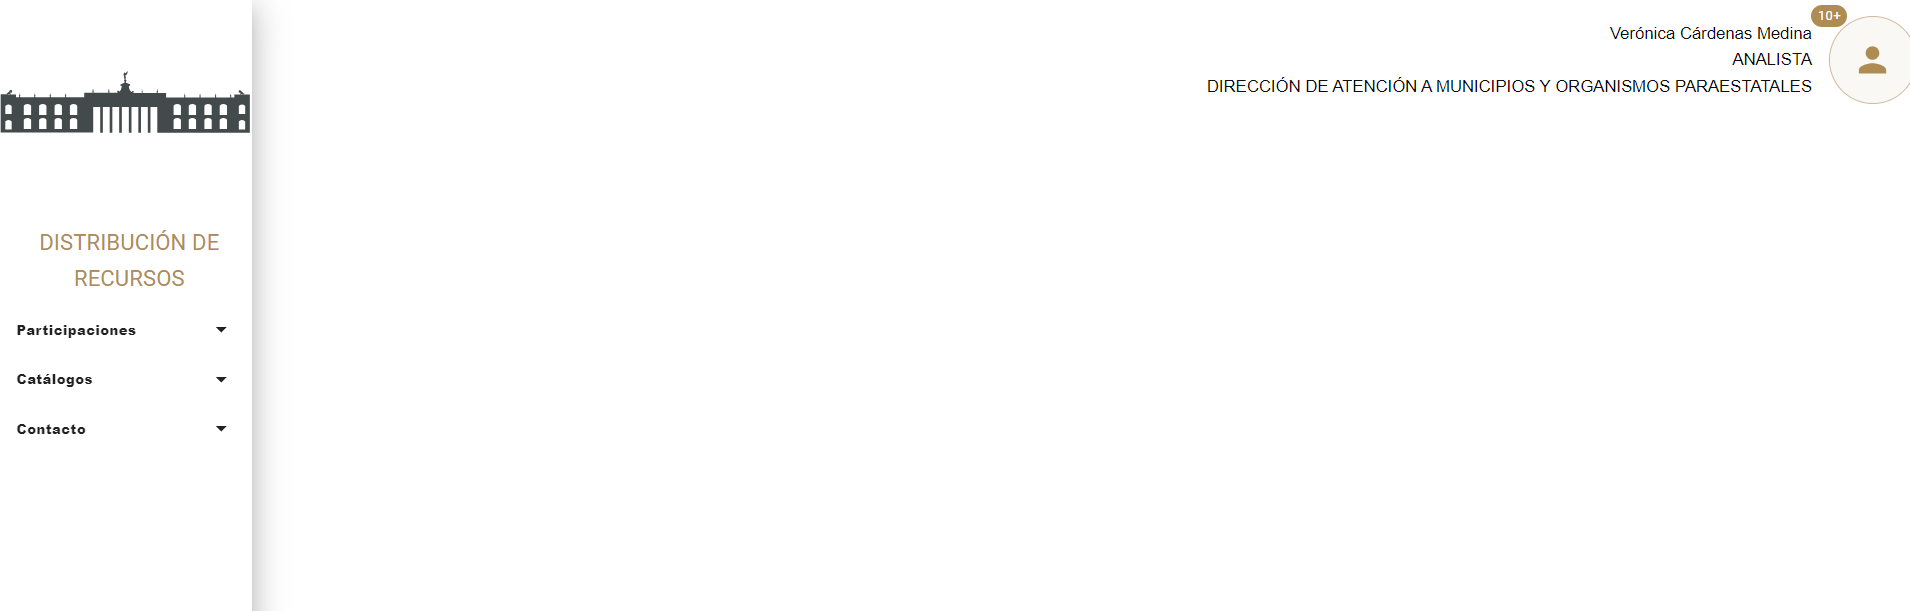 10+
Verónica Cárdenas Medina
ANALISTA
DIRECCIÓN DE ATENCIÓN A MUNICIPIOS Y ORGANISMOS PARAESTATALES
DISTRIBUCIÓN DE
RECURSOS
Participaciones
Catálogos
Contacto